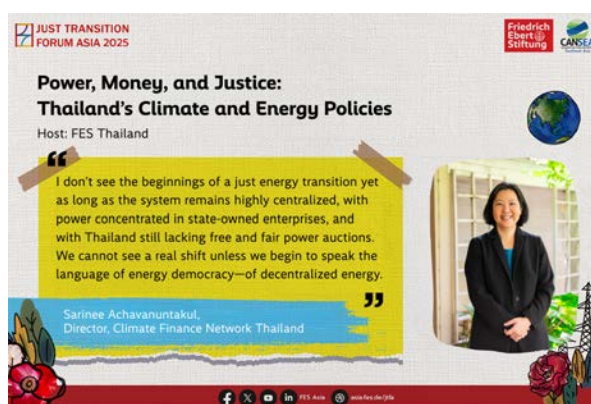 JUST TRANSITION
FORUM ASIA 2025
Friedrich
Ebert
Stiftung
CANSEA
Power, Money, and Justice:
Thailand's Climate and Energy Policies
Host: FES Thailand
“
I don't see the beginnings of a just energy transition yet
as long as the system remains highly centralized, with
power concentrated in state-owned enterprises, and
with Thailand still lacking free and fair power auctions.
We cannot see a real shift unless we begin to speak the
language of energy democracy—of decentralized energy.
”
Sarinee Achavanuntakul,
Director, Climate Finance Network Thailand
FES Asia
asia.fes.de/jtfa